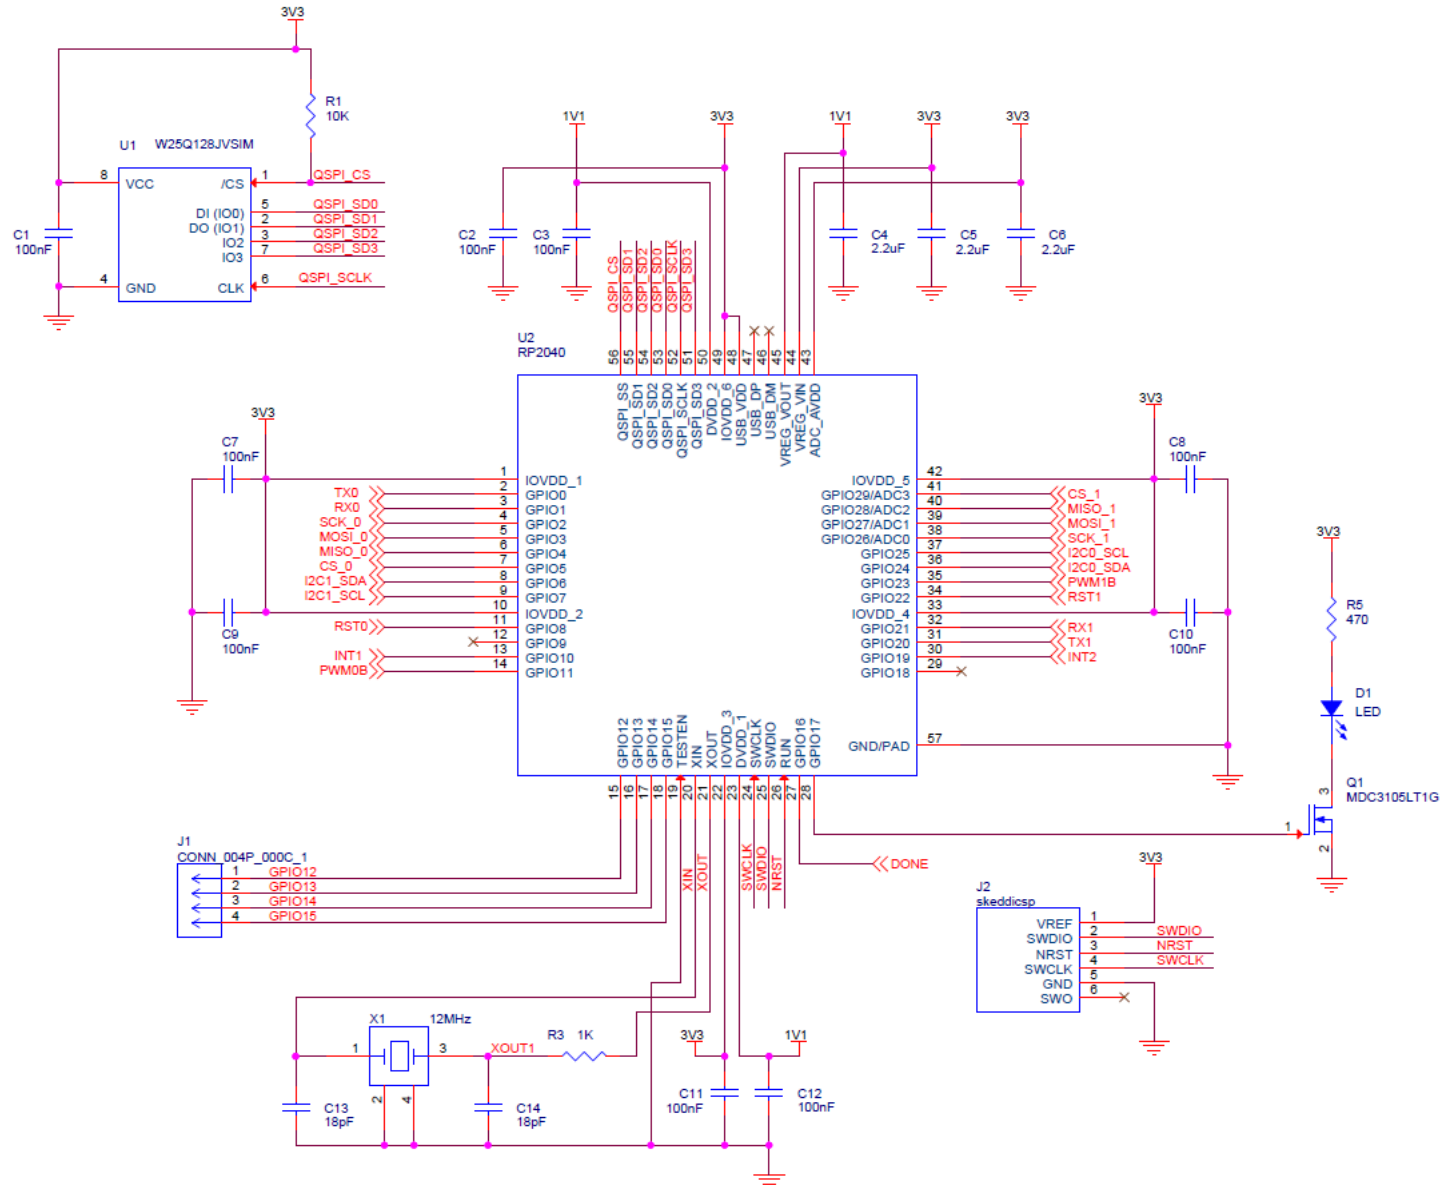 3V3
R1
10K
U1 W25Q128JVSIM
8 VCC /CS 1 QSPI_CS
DI (IO0) 5 QSPI_SD0
DO (IO1) 2 QSPI_SD1
IO2 3 QSPI_SD2
IO3 7 QSPI_SD3
4 GND CLK 6 QSPI_SCLK
C1
100nF
1V1 3V3 1V1 3V3 3V3
C2
100nF
C3
100nF
C4
2.2uF
C5
2.2uF
C6
2.2uF
QSPI_CS
QSPI_SD1
QSPI_SD2
QSPI_SD0
QSPI_SCLK
QSPI_SD3
U2
RP2040
56 QSPI_SS
55 QSPI_SD1
54 QSPI_SD2
53 QSPI_SD0
52 QSPI_SCLK
51 QSPI_SD3
50 DVDD_2
49 IOVDD_6
48 USB_VDD
47 USB_DP
46 USB_DM
45 VREG_VOUT
44 VREG_VIN
43 ADC_AVDD
3V3
C7
100nF
C9
100nF
1 IOVDD_1
TX0 2 GPIO0
RX0 3 GPIO1
SCK_0 4 GPIO2
MOSI_0 5 GPIO3
MISO_0 6 GPIO4
CS_0 7 GPIO5
I2C1_SDA 8 GPIO6
I2C1_SCL 9 GPIO7
10 IOVDD_2
RST0 11 GPIO8
12 GPIO9
INT1 13 GPIO10
PWM0B 14 GPIO11
3V3
C8
100nF
C10
100nF
IOVDD_5 42
GPIO29/ADC3 41 CS_1
GPIO28/ADC2 40 MISO_1
GPIO27/ADC1 39 MOSI_1
GPIO26/ADC0 38 SCK_1
GPIO25 37 I2C0_SCL
GPIO24 36 I2C0_SDA
GPIO23 35 PWM1B
GPIO22 34 RST1
IOVDD_4 33
GPIO21 32 RX1
GPIO20 31 TX1
GPIO19 30 INT2
GPIO18 29
GND/PAD 57
GPIO12 15
GPIO13 16
GPIO14 17
GPIO15 18
TESTEN 19
XIN 20
XOUT 21
IOVDD_3 22
DVDD_1 23
SWCLK 24
SWDIO 25
RUN 26
GPIO16 27
GPIO17 28
XIN
XOUT
SWCLK
SWDIO
NRST
DONE
3V3
R5
470
D1
LED
Q1
MDC3105LT1G
3
1
2
J1
CONN_004P_000C_1
1 GPIO12
2 GPIO13
3 GPIO14
4 GPIO15
3V3
J2
skeddicsp
VREF 1
SWDIO 2 SWDIO
NRST 3 NRST
SWCLK 4 SWCLK
GND 5
SWO 6
X1 12MHz
1 3 XOUT1
2 4
R3 1K
C13
18pF
C14
18pF
3V3 1V1
C11
100nF
C12
100nF